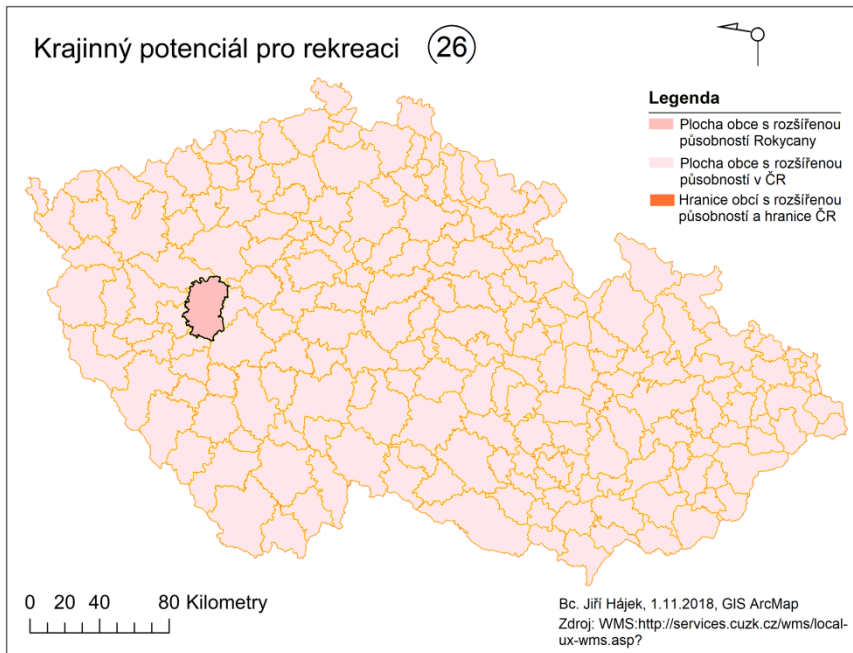 Krajinný potenciál pro rekreaci 26
Legenda
Plocha obce s rozšířenou
působností Rokycany
Plocha obce s rozšířenou
působností v ČR
Hranice obcí s rozšířenou
působností a hranice ČR
0 20 40 80 Kilometry
Bc. Jiří Hájek, 1.11.2018, GIS ArcMap
Zdroj: WMS:http://services.cuzk.cz/wms/local-
ux-wms.asp?